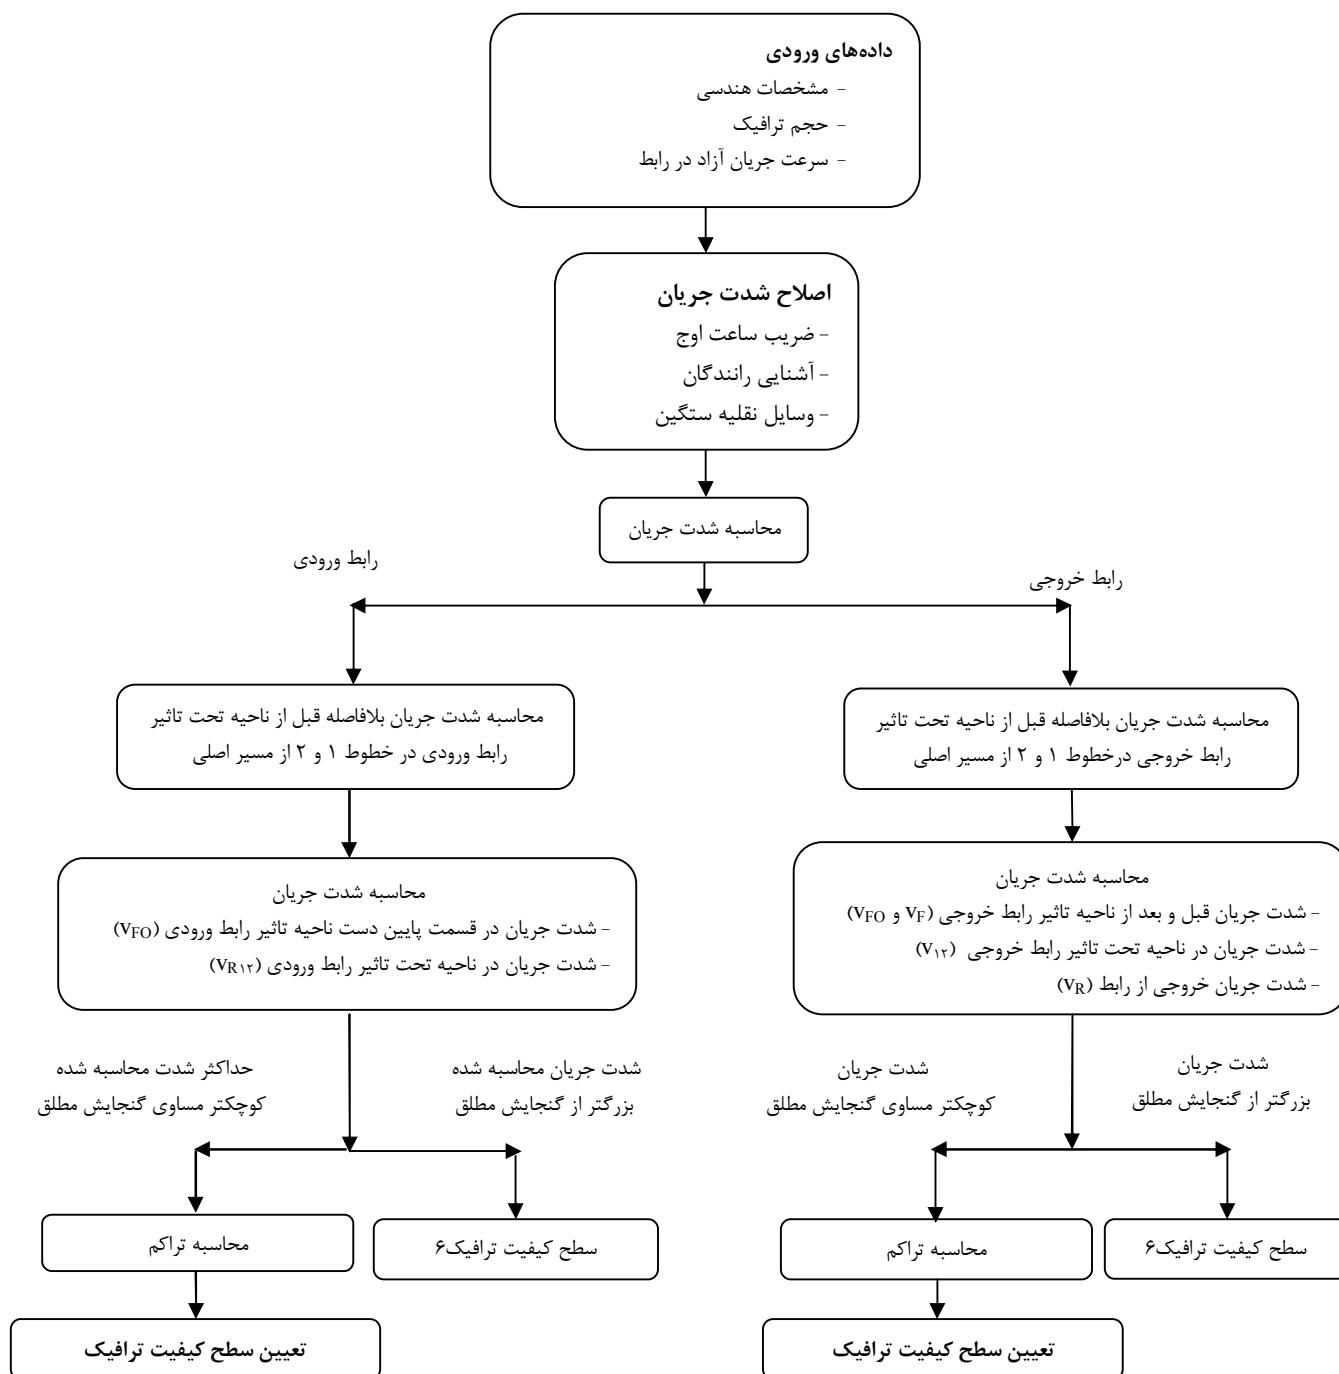 داده‌های ورودی
- مشخصات هندسی
- حجم ترافیک
- سرعت جریان آزاد در رابط
اصلاح شدت جریان
- ضریب ساعت اوج
- آشنایی رانندگان
- وسایل نقلیه ستگین
محاسبه شدت جریان
رابط خروجی
رابط ورودی
محاسبه شدت جریان بلافاصله قبل از ناحیه تحت تاثیر
رابط خروجی درخطوط ۱ و ۲ از مسیر اصلی
محاسبه شدت جریان
- شدت جریان قبل و بعد از ناحیه تاثیر رابط خروجی (VF و VFO)
- شدت جریان در ناحیه تحت تاثیر رابط خروجی (V۱۲)
- شدت جریان خروجی از رابط (VR)
شدت جریان
بزرگتر از گنجایش مطلق
شدت جریان
کوچکتر مساوی گنجایش مطلق
سطح کیفیت ترافیک۶
محاسبه تراکم
تعیین سطح کیفیت ترافیک
محاسبه شدت جریان بلافاصله قبل از ناحیه تحت تاثیر
رابط ورودی در خطوط ۱ و ۲ از مسیر اصلی
محاسبه شدت جریان
- شدت جریان در قسمت پایین دست ناحیه تاثیر رابط ورودی (VFO)
- شدت جریان در ناحیه تحت تاثیر رابط ورودی (VR۱۲)
شدت جریان محاسبه شده
بزرگتر از گنجایش مطلق
حداکثر شدت محاسبه شده
کوچکتر مساوی گنجایش مطلق
سطح کیفیت ترافیک۶
محاسبه تراکم
تعیین سطح کیفیت ترافیک